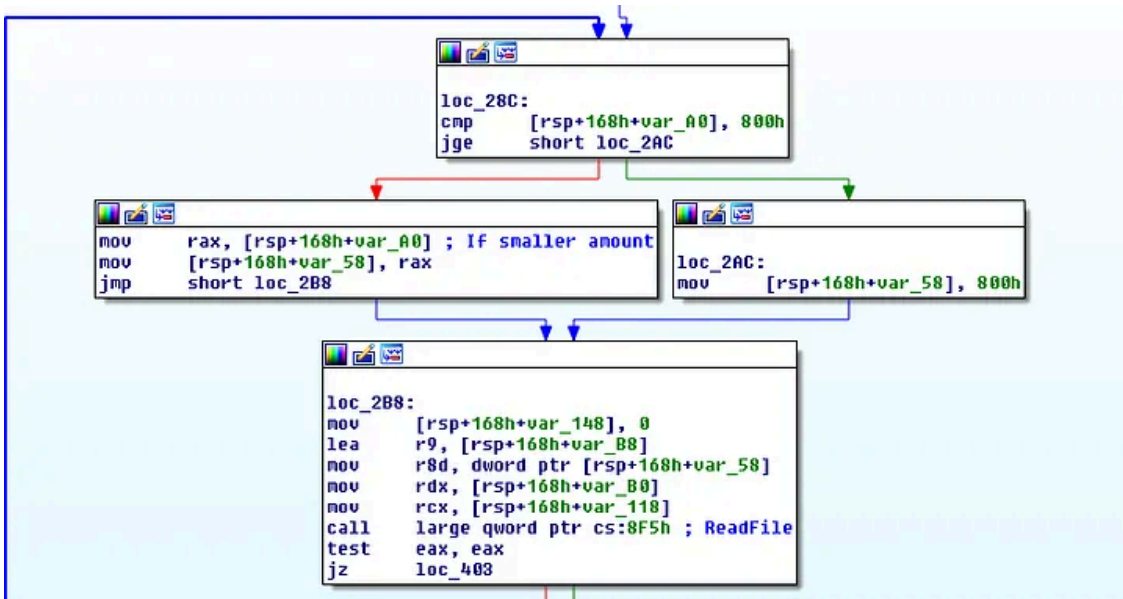 loc_28C:
cmp [rsp+168h+var_A0], 800h
jge short loc_2AC
mov rax, [rsp+168h+var_A0] ; If smaller amount
mov [rsp+168h+var_58], rax
jmp short loc_2B8
loc_2AC:
mov [rsp+168h+var_58], 800h
loc_2B8:
mov [rsp+168h+var_148], 0
lea r9, [rsp+168h+var_B8]
mov r8d, dword ptr [rsp+168h+var_58]
mov rdx, [rsp+168h+var_B0]
mov rcx, [rsp+168h+var_118]
call large qword ptr cs:8F5h ; ReadFile
test eax, eax
jz loc_403